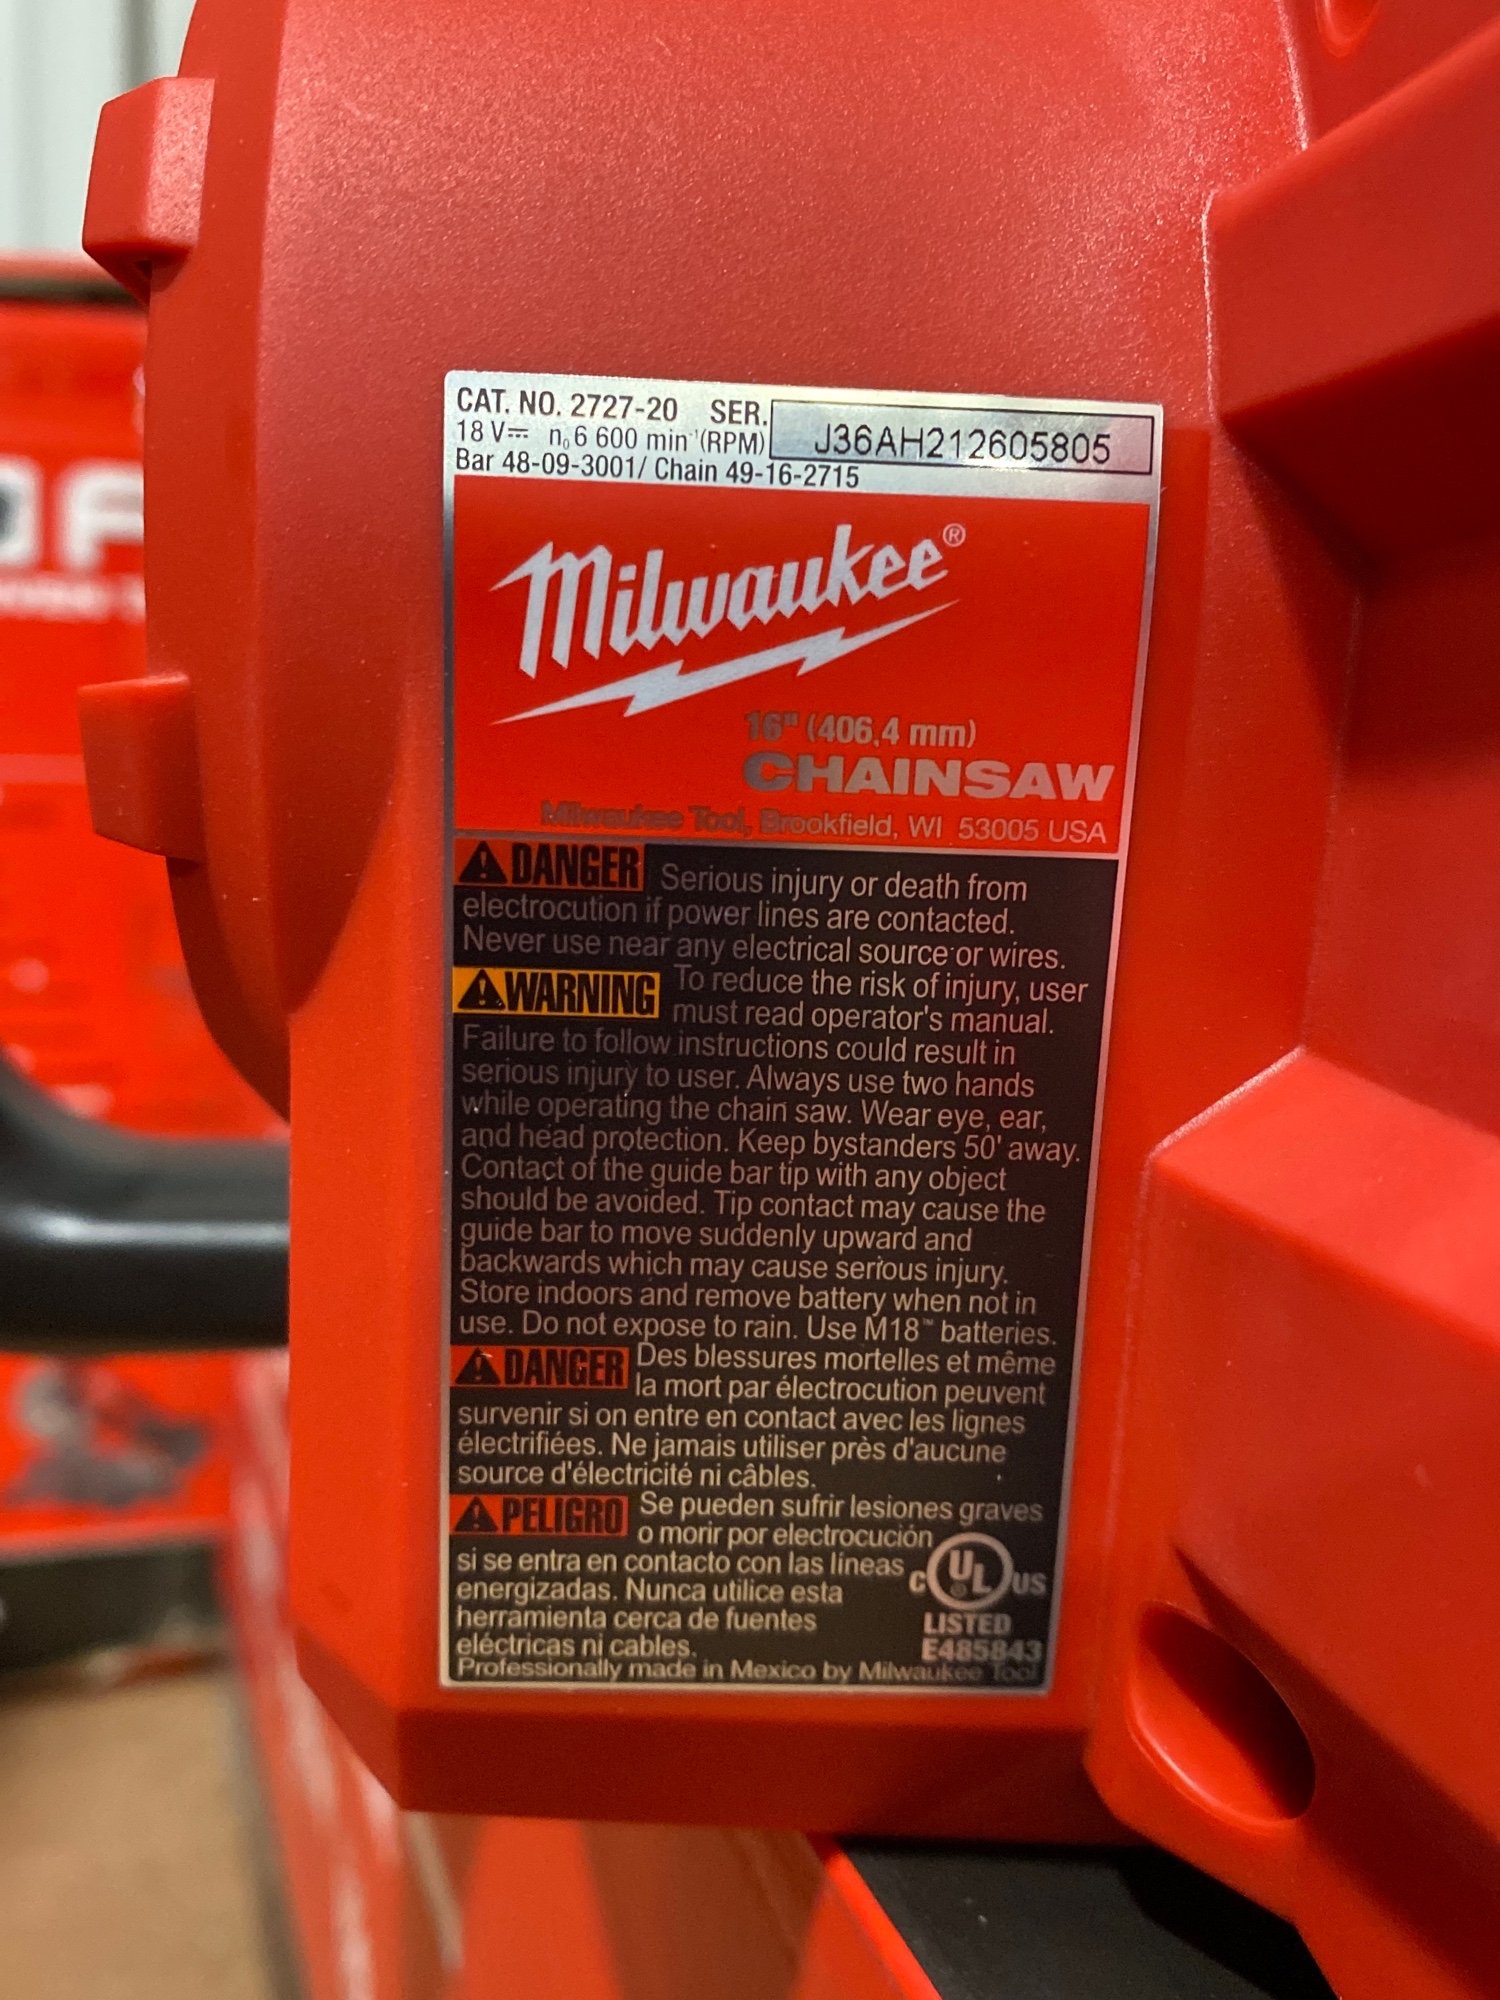 CAT. NO. 2727-20 SER. J36AH212605805
18 V⎓ n₀ 6 600 min⁻¹(RPM)
Bar 48-09-3001/ Chain 49-16-2715
Milwaukee®
16" (406,4 mm)
CHAINSAW
Milwaukee Tool, Brookfield, WI 53005 USA
⚠DANGER Serious injury or death from
electrocution if power lines are contacted.
Never use near any electrical source or wires.
⚠WARNING To reduce the risk of injury, user
must read operator's manual.
Failure to follow instructions could result in
serious injury to user. Always use two hands
while operating the chain saw. Wear eye, ear,
and head protection. Keep bystanders 50' away.
Contact of the guide bar tip with any object
should be avoided. Tip contact may cause the
guide bar to move suddenly upward and
backwards which may cause serious injury.
Store indoors and remove battery when not in
use. Do not expose to rain. Use M18™ batteries.
⚠DANGER Des blessures mortelles et même
la mort par électrocution peuvent
survenir si on entre en contact avec les lignes
électrifiées. Ne jamais utiliser près d'aucune
source d'électricité ni câbles.
⚠PELIGRO Se pueden sufrir lesiones graves
o morir por electrocución
si se entra en contacto con las líneas
energizadas. Nunca utilice esta
herramienta cerca de fuentes
eléctricas ni cables.
C UL® US
LISTED
E485843
Professionally made in Mexico by Milwaukee Tool